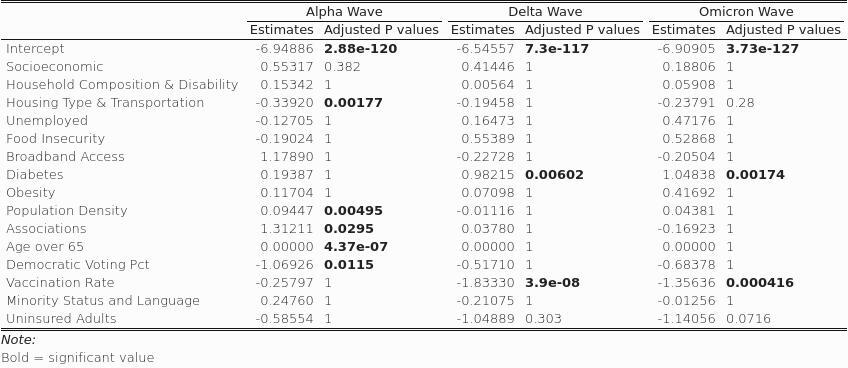 Alpha Wave Delta Wave Omicron Wave
Estimates Adjusted P values Estimates Adjusted P values Estimates Adjusted P values
Intercept -6.94886 2.88e-120 -6.54557 7.3e-117 -6.90905 3.73e-127
Socioeconomic 0.55317 0.382 0.41446 1 0.18806 1
Household Composition & Disability 0.15342 1 0.00564 1 0.05908 1
Housing Type & Transportation -0.33920 0.00177 -0.19458 1 -0.23791 0.28
Unemployed -0.12705 1 0.16473 1 0.47176 1
Food Insecurity -0.19024 1 0.55389 1 0.52868 1
Broadband Access 1.17890 1 -0.22728 1 -0.20504 1
Diabetes 0.19387 1 0.98215 0.00602 1.04838 0.00174
Obesity 0.11704 1 0.07098 1 0.41692 1
Population Density 0.09447 0.00495 -0.01116 1 0.04381 1
Associations 1.31211 0.0295 0.03780 1 -0.16923 1
Age over 65 0.00000 4.37e-07 0.00000 1 0.00000 1
Democratic Voting Pct -1.06926 0.0115 -0.51710 1 -0.68378 1
Vaccination Rate -0.25797 1 -1.83330 3.9e-08 -1.35636 0.000416
Minority Status and Language 0.24760 1 -0.21075 1 -0.01256 1
Uninsured Adults -0.58554 1 -1.04889 0.303 -1.14056 0.0716
Note:
Bold = significant value